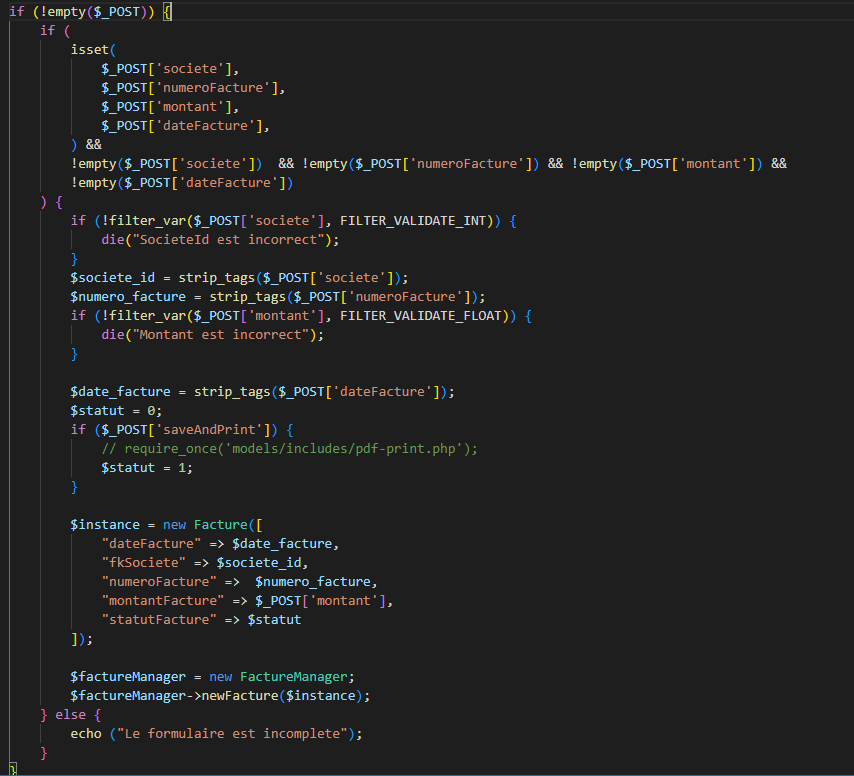 if (!empty($_POST)) {
    if (
        isset(
            $_POST['societe'],
            $_POST['numeroFacture'],
            $_POST['montant'],
            $_POST['dateFacture'],
        ) &&
        !empty($_POST['societe'])  && !empty($_POST['numeroFacture']) && !empty($_POST['montant']) &&
        !empty($_POST['dateFacture'])
    ) {
        if (!filter_var($_POST['societe'], FILTER_VALIDATE_INT)) {
            die("SocieteId est incorrect");
        }
        $societe_id = strip_tags($_POST['societe']);
        $numero_facture = strip_tags($_POST['numeroFacture']);
        if (!filter_var($_POST['montant'], FILTER_VALIDATE_FLOAT)) {
            die("Montant est incorrect");
        }

        $date_facture = strip_tags($_POST['dateFacture']);
        $statut = 0;
        if ($_POST['saveAndPrint']) {
            // require_once('models/includes/pdf-print.php');
            $statut = 1;
        }

        $instance = new Facture([
            "dateFacture" => $date_facture,
            "fkSociete" => $societe_id,
            "numeroFacture" =>  $numero_facture,
            "montantFacture" => $_POST['montant'],
            "statutFacture" => $statut
        ]);

        $factureManager = new FactureManager;
        $factureManager->newFacture($instance);
    } else {
        echo ("Le formulaire est incomplete");
    }
}